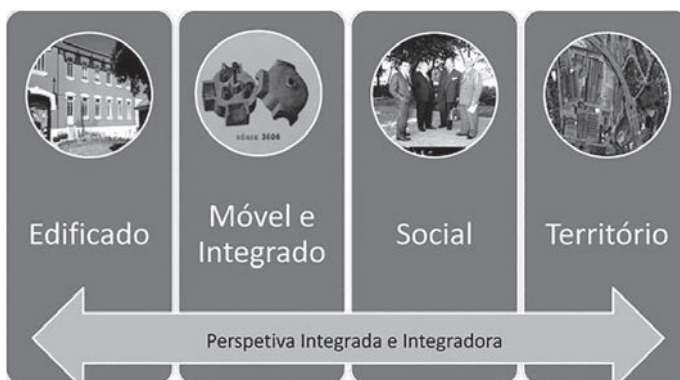 Edificado
Móvel e
Integrado
Social
Território
Perspetiva Integrada e Integradora